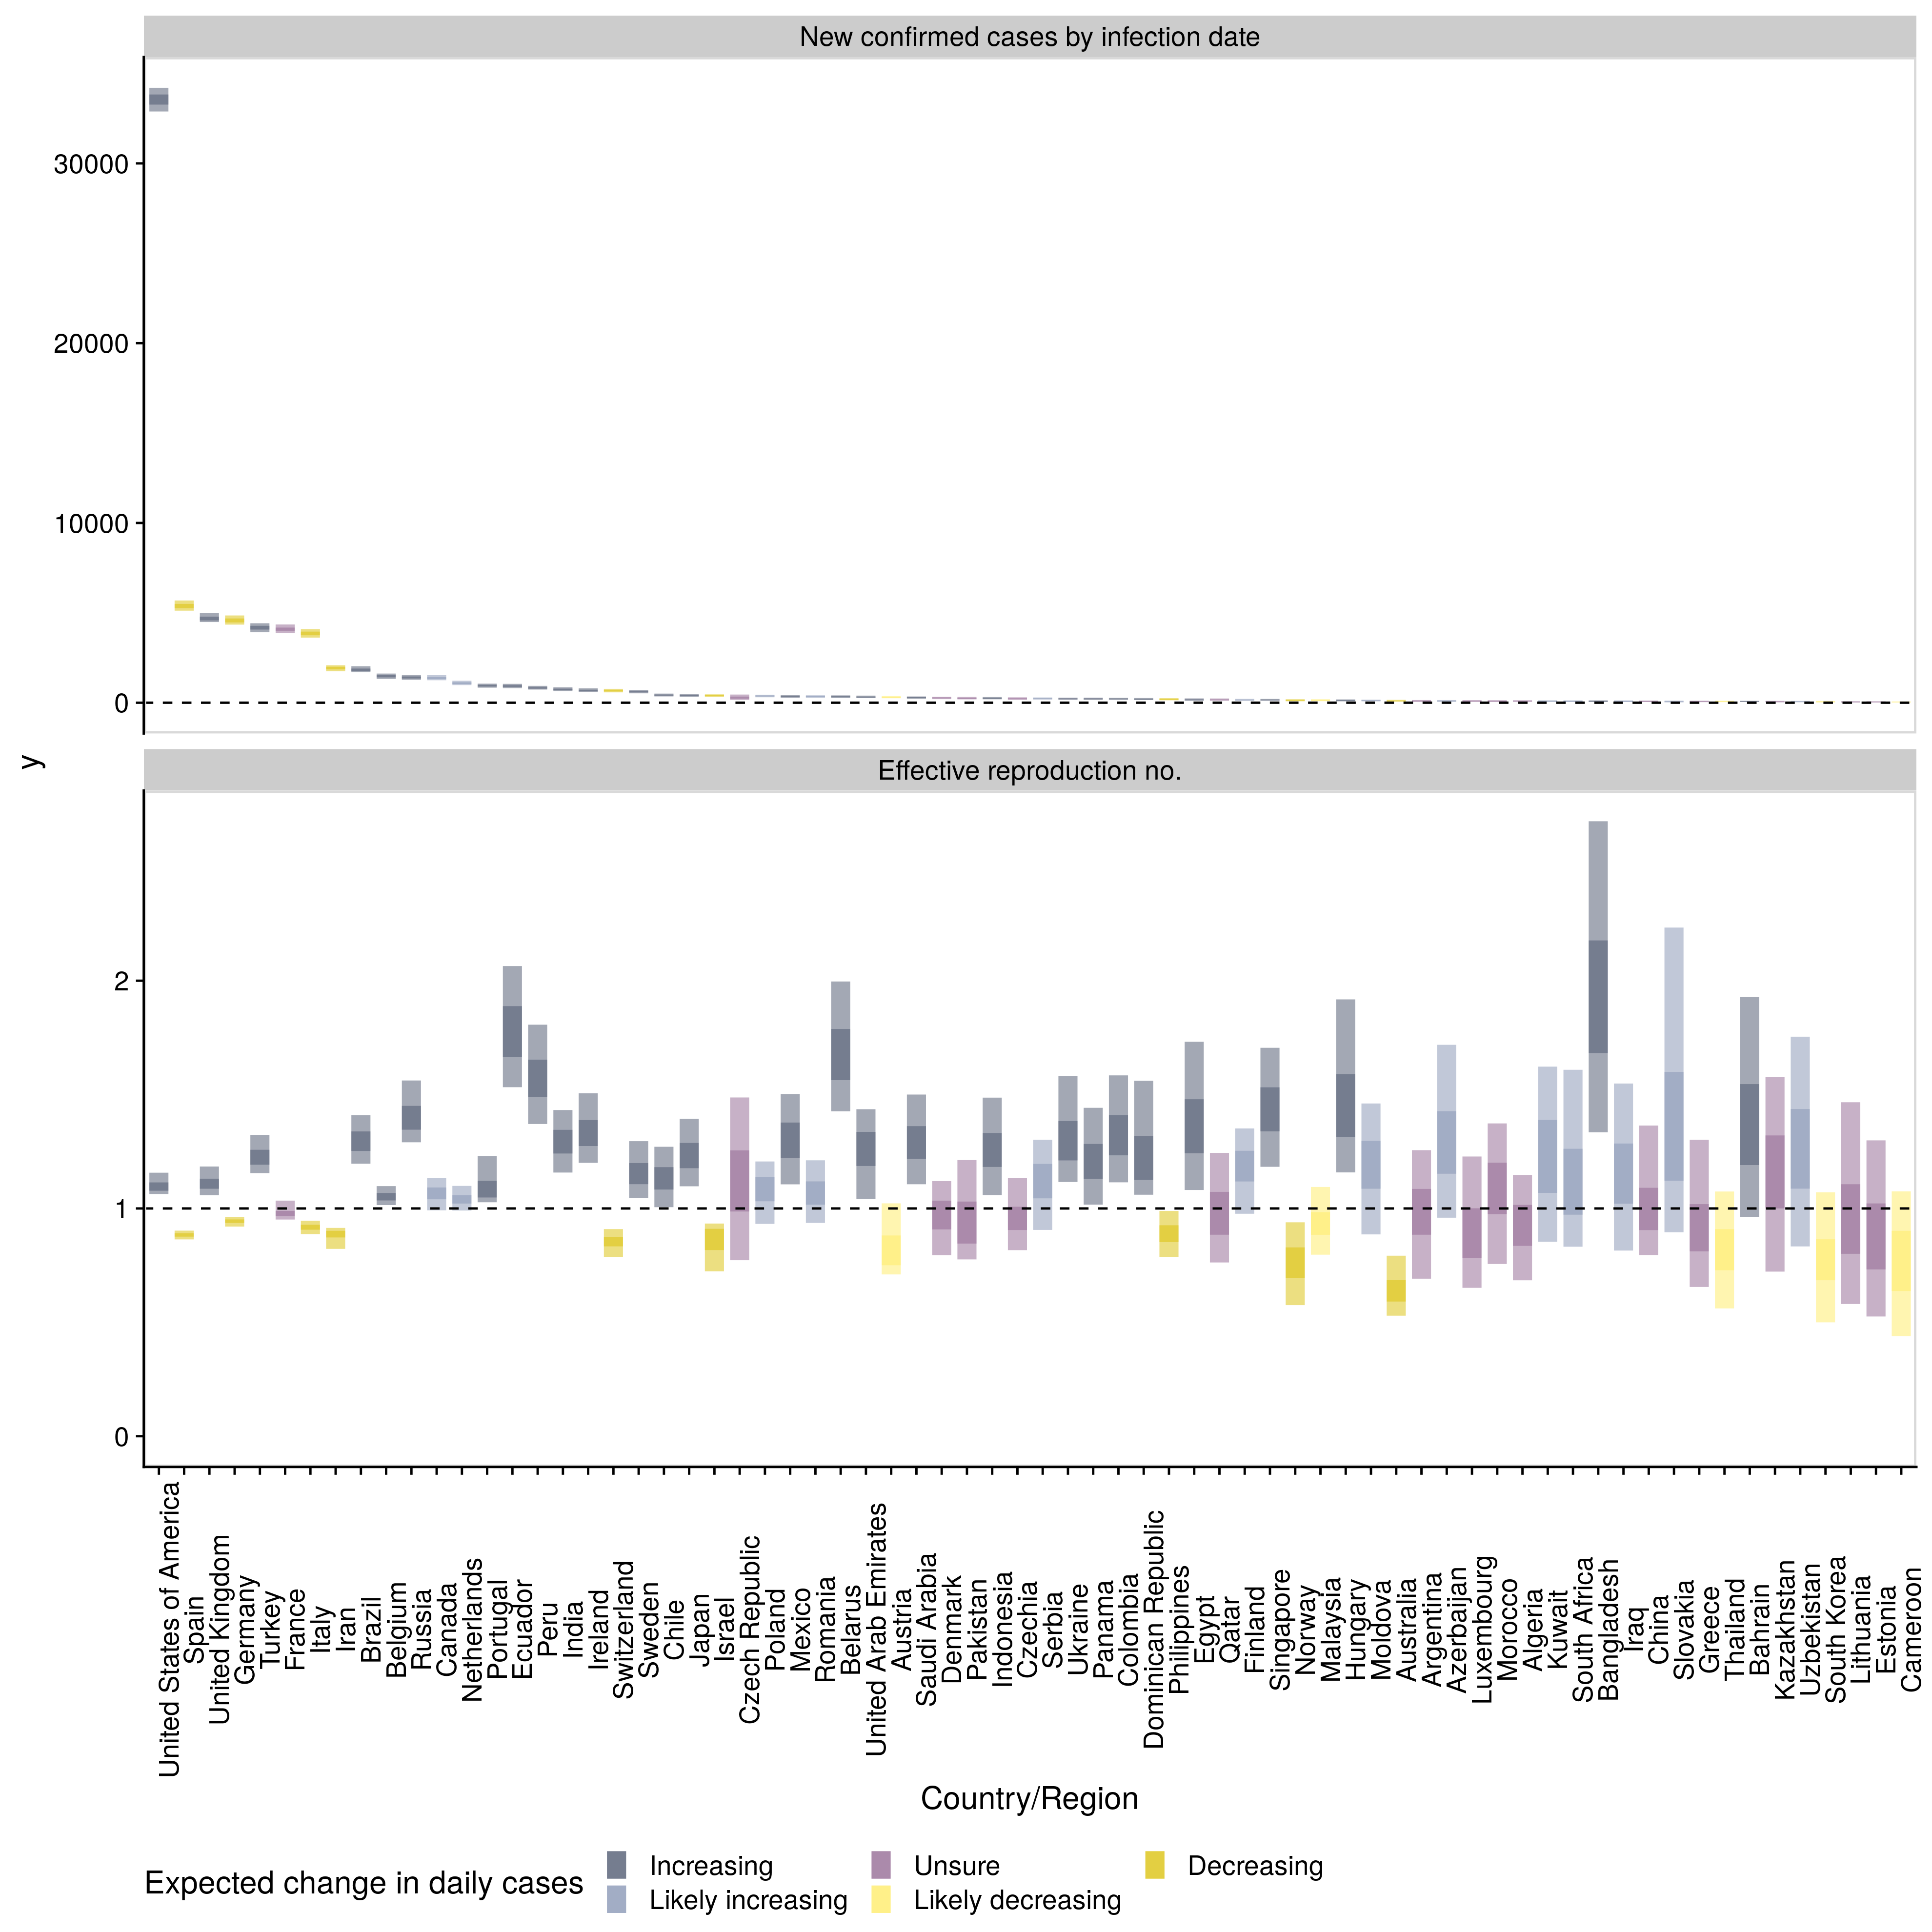 New confirmed cases by infection date
30000
20000
10000
0
y
Effective reproduction no.
2
1
0
United States of America
Spain
United Kingdom
Germany
Turkey
France
Italy
Iran
Brazil
Belgium
Russia
Canada
Netherlands
Portugal
Ecuador
Peru
India
Ireland
Switzerland
Sweden
Chile
Japan
Israel
Czech Republic
Poland
Mexico
Romania
Belarus
United Arab Emirates
Austria
Saudi Arabia
Denmark
Pakistan
Indonesia
Czechia
Serbia
Ukraine
Panama
Colombia
Dominican Republic
Philippines
Egypt
Qatar
Finland
Singapore
Norway
Malaysia
Hungary
Moldova
Australia
Argentina
Azerbaijan
Luxembourg
Morocco
Algeria
Kuwait
South Africa
Bangladesh
Iraq
China
Slovakia
Greece
Thailand
Bahrain
Kazakhstan
Uzbekistan
South Korea
Lithuania
Estonia
Cameroon
Country/Region
Expected change in daily cases
Increasing
Unsure
Decreasing
Likely increasing
Likely decreasing